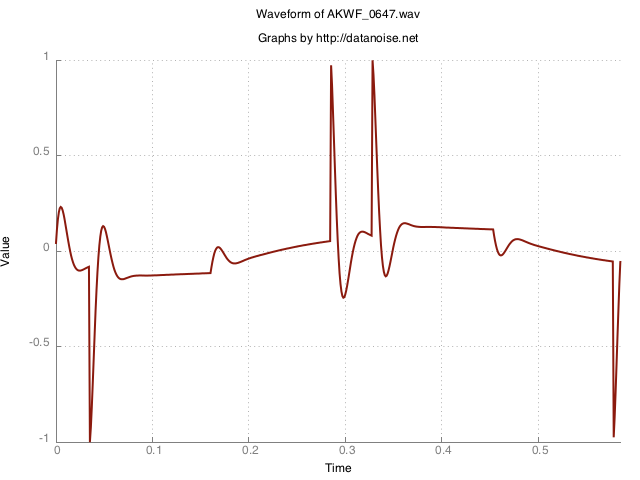 Waveform of AKWF_0647.wav
Graphs by http://datanoise.net
1
0.5
0
-0.5
-1
Value
0 0.1 0.2 0.3 0.4 0.5
Time